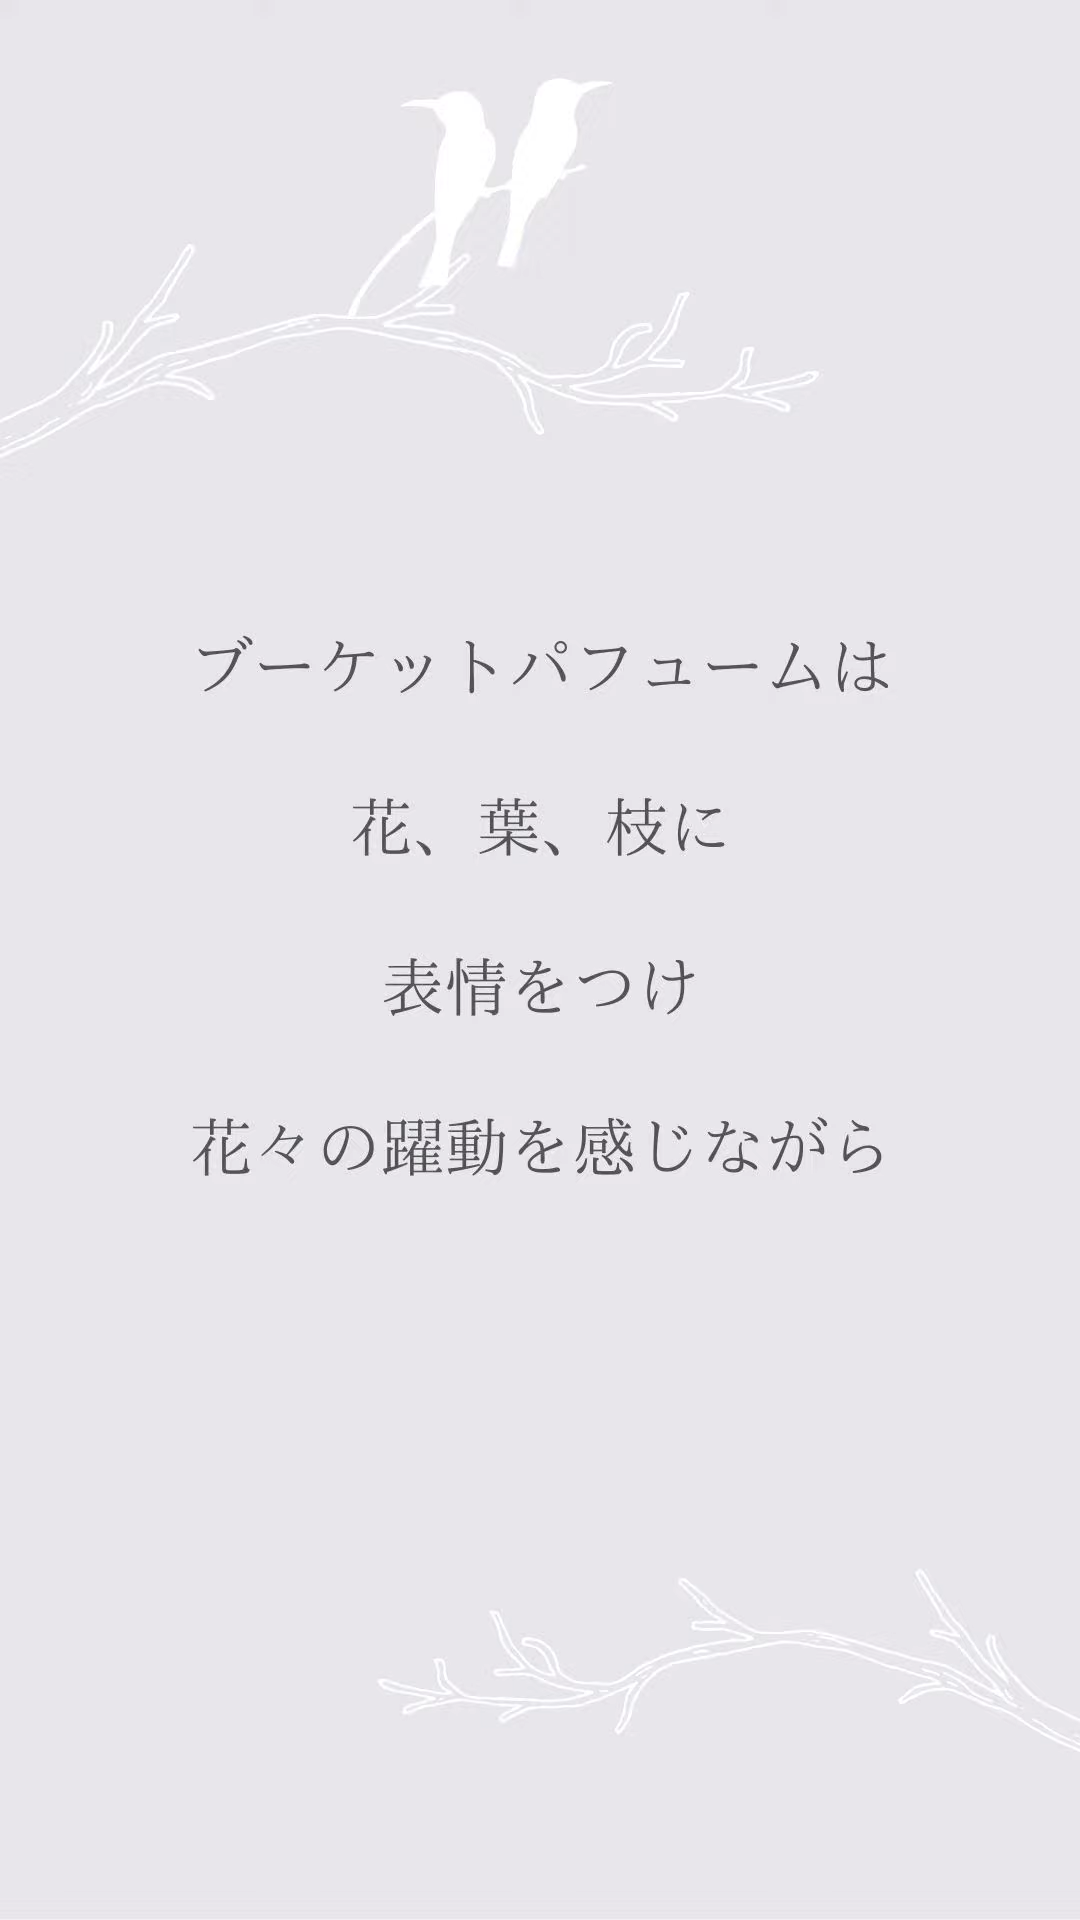 ブーケットパフュームは
花、葉、枝に
表情をつけ
花々の躍動を感じながら